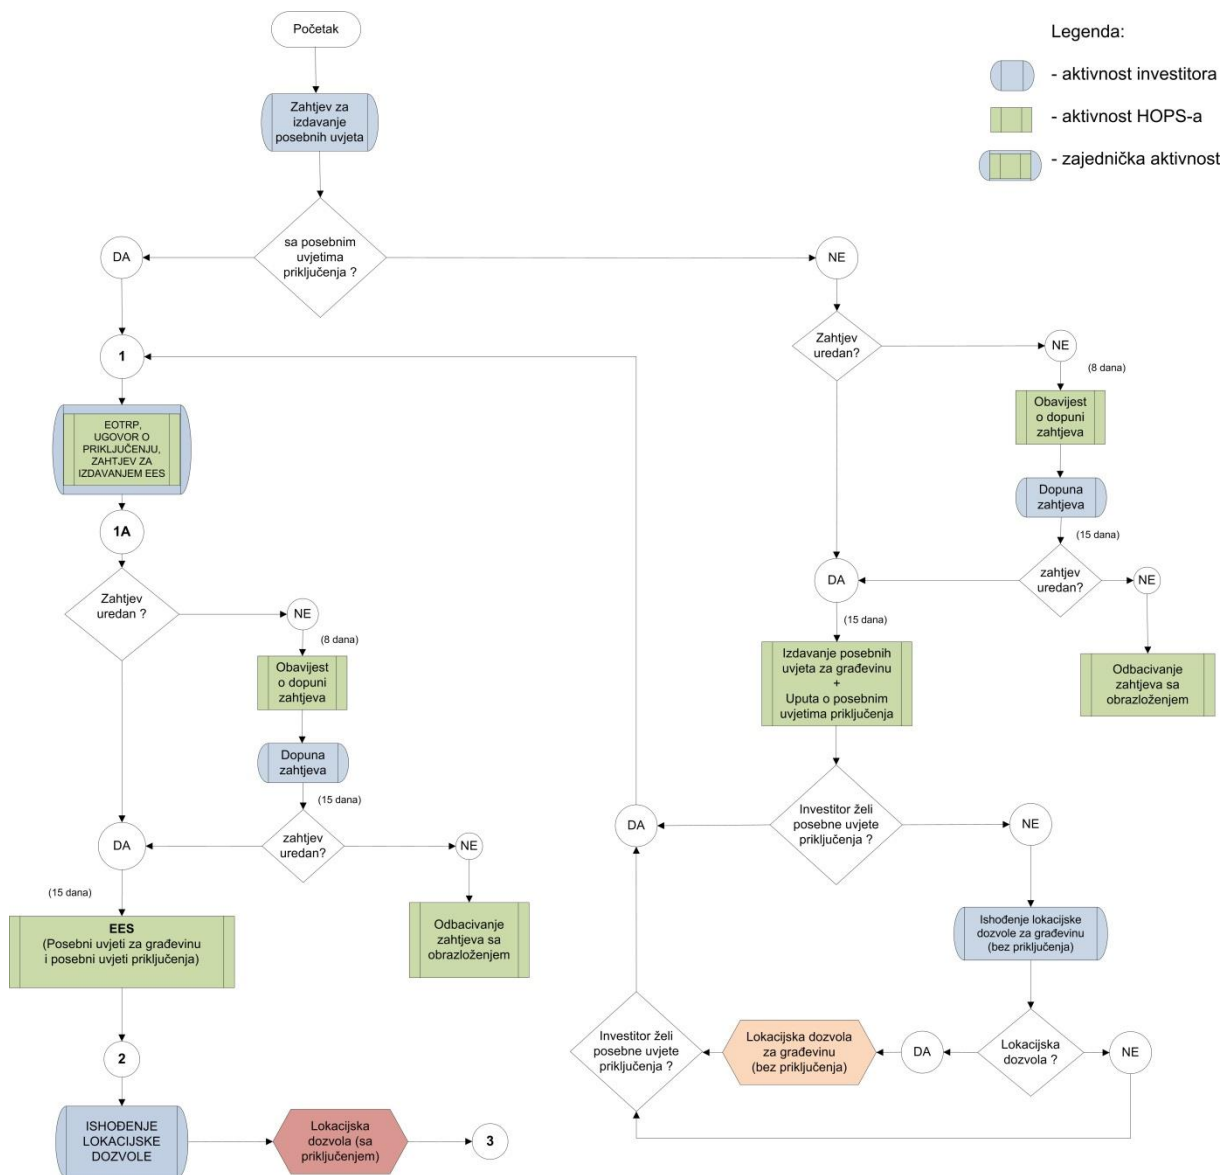 Početak
Legenda:
- aktivnost investitora
- aktivnost HOPS-a
- zajednička aktivnost
Zahtjev za
izdavanje
posebnih uvjeta
sa posebnim
uvjetima
priključenja ?
DA
NE
1
EOTRP,
UGOVOR O
PRIKLJUČENJU,
ZAHTJEV ZA
IZDAVANJEM EES
1A
Zahtjev
uredan ?
NE
(8 dana)
Obavijest
o dopuni
zahtjeva
Dopuna
zahtjeva
(15 dana)
zahtjev
uredan?
DA
NE
Odbacivanje
zahtjeva sa
obrazloženjem
(15 dana)
EES
(Posebni uvjeti za građevinu
i posebni uvjeti priključenja)
2
ISHOĐENJE
LOKACIJSKE
DOZVOLE
Lokacijska
dozvola (sa
priključenjem)
3
Zahtjev
uredan?
NE
(8 dana)
Obavijest
o dopuni
zahtjeva
Dopuna
zahtjeva
(15 dana)
zahtjev
uredan?
DA
NE
Odbacivanje
zahtjeva sa
obrazloženjem
(15 dana)
Izdavanje posebnih
uvjeta za građevinu
+
Uputa o posebnim
uvjetima priključenja
Investitor želi
posebne uvjete
priključenja ?
DA
NE
Ishođenje lokacijske
dozvole za građevinu
(bez priključenja)
Lokacijska
dozvola ?
NE
DA
Lokacijska dozvola
za građevinu
(bez priključenja)
Investitor želi
posebne uvjete
priključenja ?